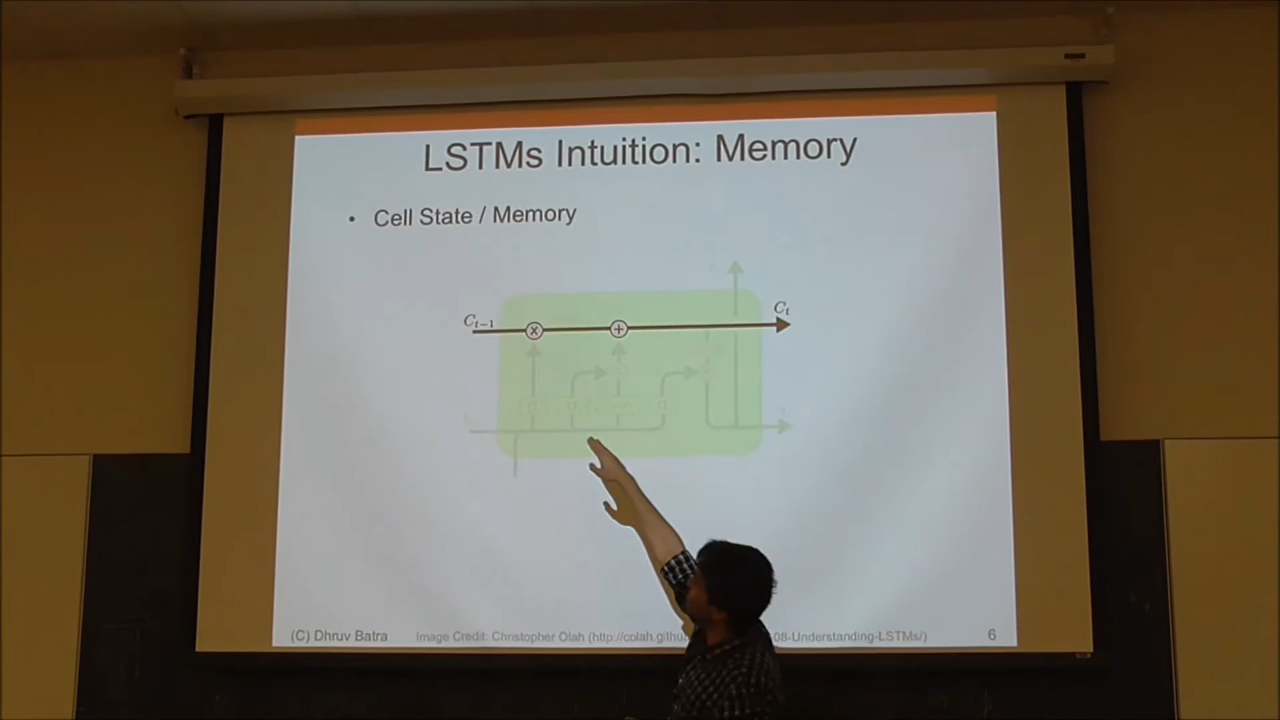 LSTMs Intuition: Memory
• Cell State / Memory
C_{t-1}
C_t
x
+
(C) Dhruv Batra
Image Credit: Christopher Olah (http://colah.githu 08-Understanding-LSTMs/)
6